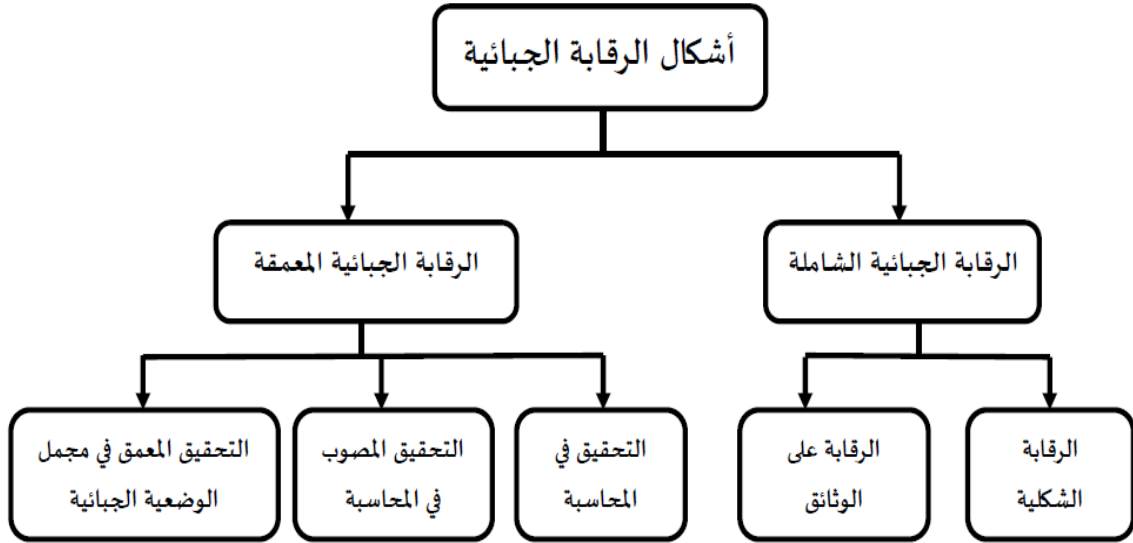 أشكال الرقابة الجبائية
الرقابة الجبائية الشاملة
الرقابة الجبائية المعمقة
الرقابة
الشكلية
الرقابة على
الوثائق
التحقيق في
المحاسبة
التحقيق المصوب
في المحاسبة
التحقيق المعمق في مجمل
الوضعية الجبائية